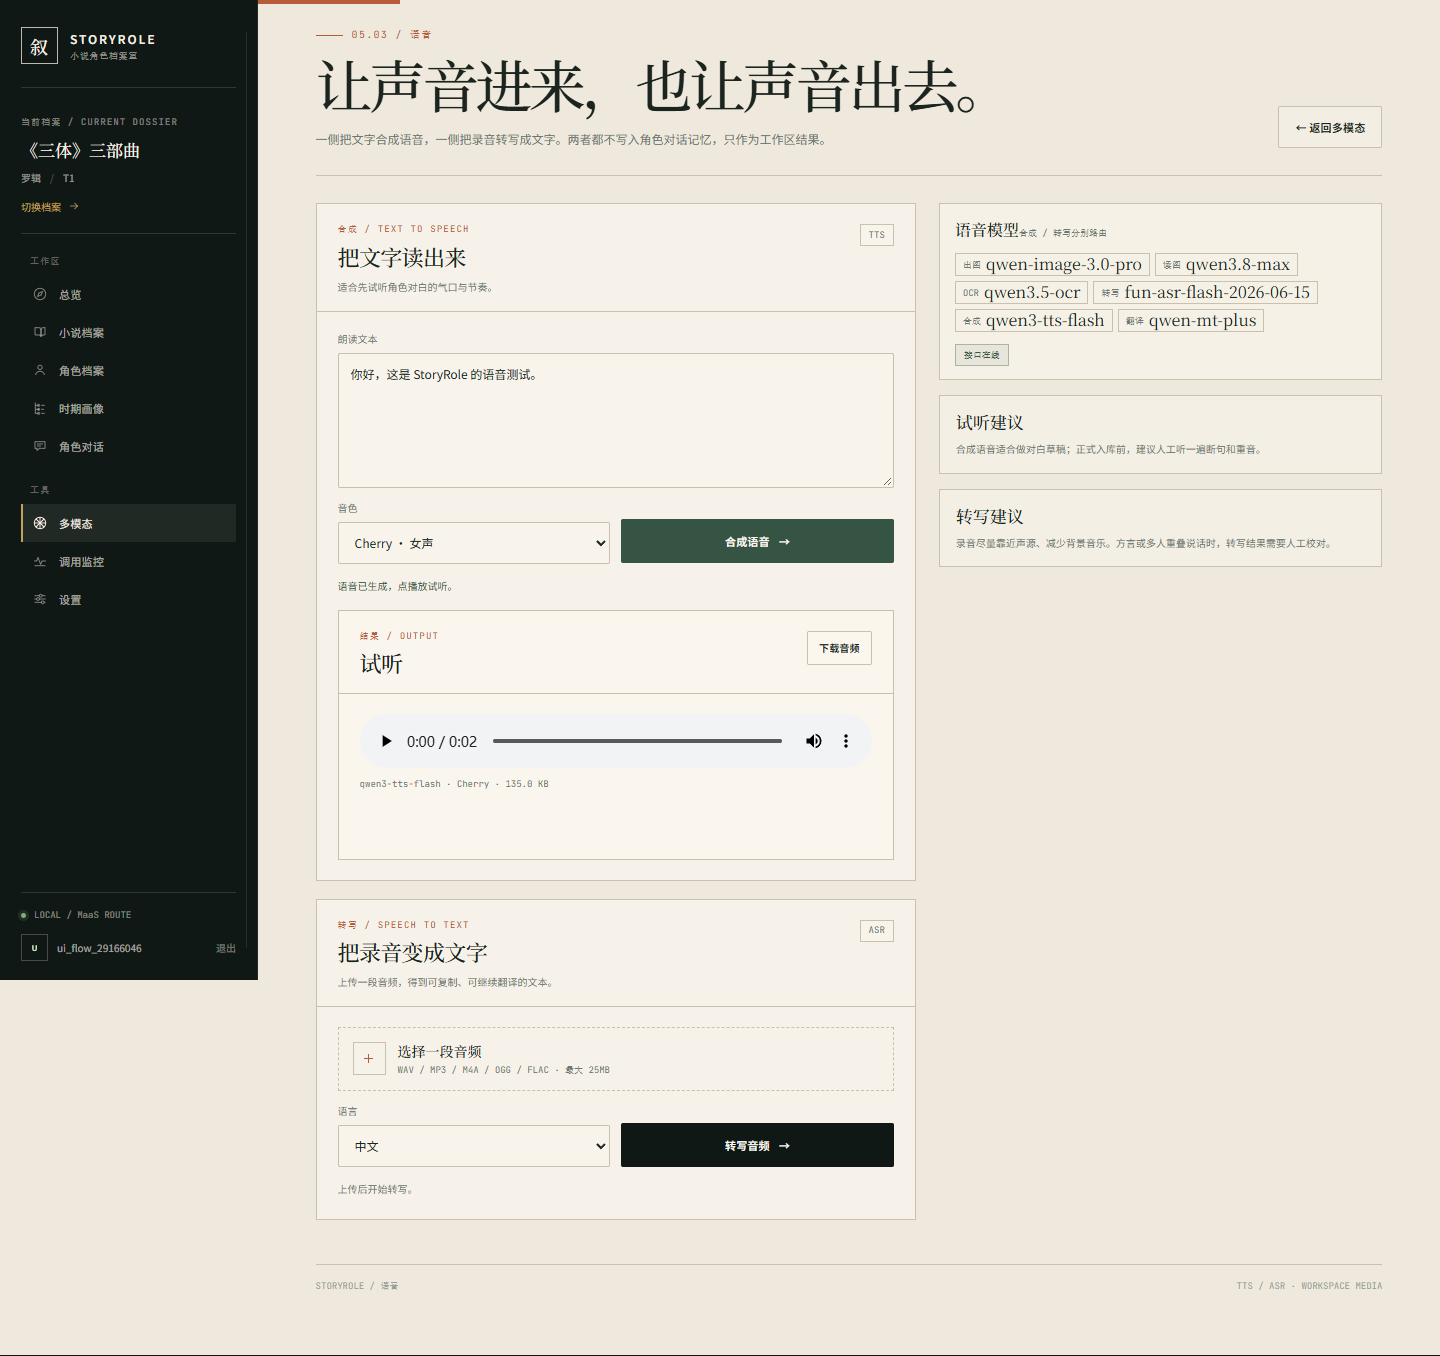 叙
STORYROLE
小说角色档案室
当前档案 / CURRENT DOSSIER
《三体》三部曲
罗辑 / T1
切换档案 →
工作区
总览
小说档案
角色档案
时期画像
角色对话
工具
多模态
调用监控
设置
LOCAL / MaaS ROUTE
U ui_flow_29166046 退出
05.03 / 语音
让声音进来，也让声音出去。
一侧把文字合成语音，一侧把录音转写成文字。两者都不写入角色对话记忆，只作为工作区结果。
← 返回多模态
合成 / TEXT TO SPEECH
TTS
把文字读出来
适合先试听角色对白的气口与节奏。
朗读文本
你好，这是 StoryRole 的语音测试。
音色
Cherry · 女声
合成语音 →
语音已生成，点播放试听。
结果 / OUTPUT
下载音频
试听
0:00 / 0:02
qwen3-tts-flash · Cherry · 135.0 KB
转写 / SPEECH TO TEXT
ASR
把录音变成文字
上传一段音频，得到可复制、可继续翻译的文本。
+
选择一段音频
WAV / MP3 / M4A / OGG / FLAC · 最大 25MB
语言
中文
转写音频 →
上传后开始转写。
语音模型合成 / 转写分别路由
出图 qwen-image-3.0-pro 读图 qwen3.8-max
OCR qwen3.5-ocr 转写 fun-asr-flash-2026-06-15
合成 qwen3-tts-flash 翻译 qwen-mt-plus
接口在线
试听建议
合成语音适合做对白草稿；正式入库前，建议人工听一遍断句和重音。
转写建议
录音尽量靠近声源、减少背景音乐。方言或多人重叠说话时，转写结果需要人工校对。
STORYROLE / 语音
TTS / ASR · WORKSPACE MEDIA